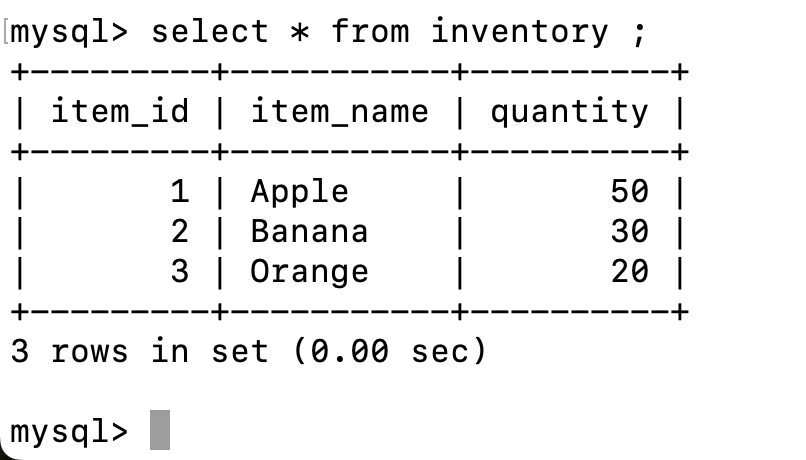 mysql> select * from inventory ;
+---------+-----------+----------+
| item_id | item_name | quantity |
+---------+-----------+----------+
|       1 | Apple     |       50 |
|       2 | Banana    |       30 |
|       3 | Orange    |       20 |
+---------+-----------+----------+
3 rows in set (0.00 sec)
mysql>